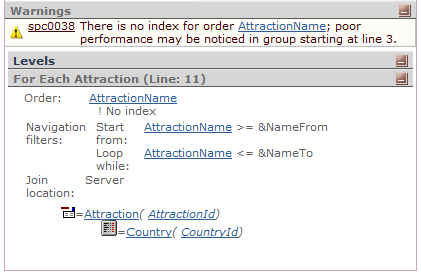 Warnings
spc0038 There is no index for order AttractionName; poor
performance may be noticed in group starting at line 3.
Levels
For Each Attraction (Line: 11)
Order: AttractionName
! No index
Navigation filters: Start from: AttractionName >= &NameFrom
Loop while: AttractionName <= &NameTo
Join location: Server
=Attraction( AttractionId)
=Country( CountryId)